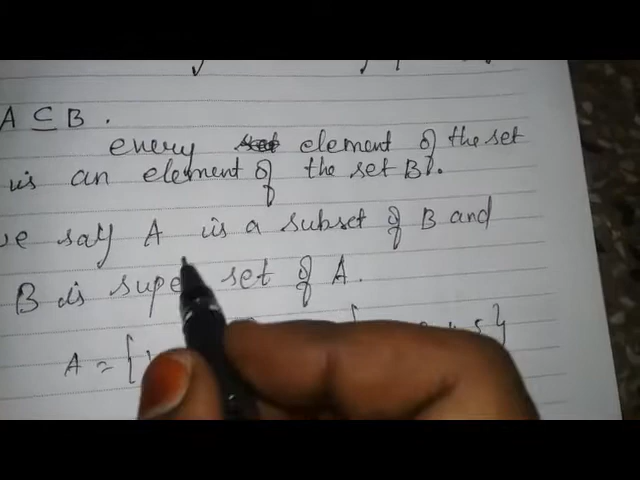 A ⊆ B .
every element of the set
is an element of the set B.
we say A is a subset of B and
B is super set of A.
A = {